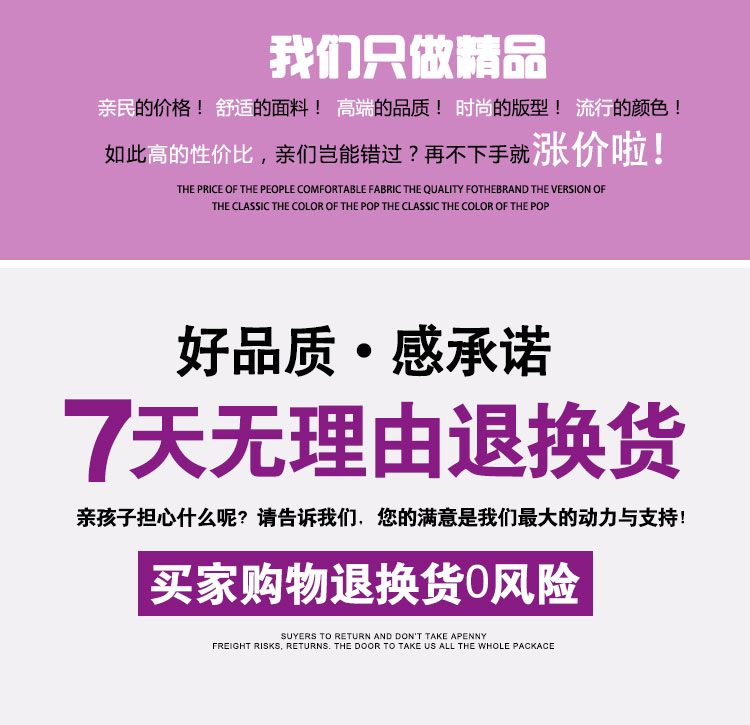 我们只做精品
亲民的价格！ 舒适的面料！ 高端的品质！ 时尚的版型！ 流行的颜色！
如此高的性价比，亲们岂能错过？再不下手就涨价啦！
THE PRICE OF THE PEOPLE COMFORTABLE FABRIC THE QUALITY FOTHEBRAND THE VERSION OF
THE CLASSIC THE COLOR OF THE POP THE CLASSIC THE COLOR OF THE POP
好品质·感承诺
7天无理由退换货
亲孩子担心什么呢？请告诉我们，您的满意是我们最大的动力与支持！
买家购物退换货0风险
SUYERS TO RETURN AND DON'T TAKE APENNY
FREIGHT RISKS, RETURNS. THE DOOR TO TAKE US ALL THE WHOLE PACKACE